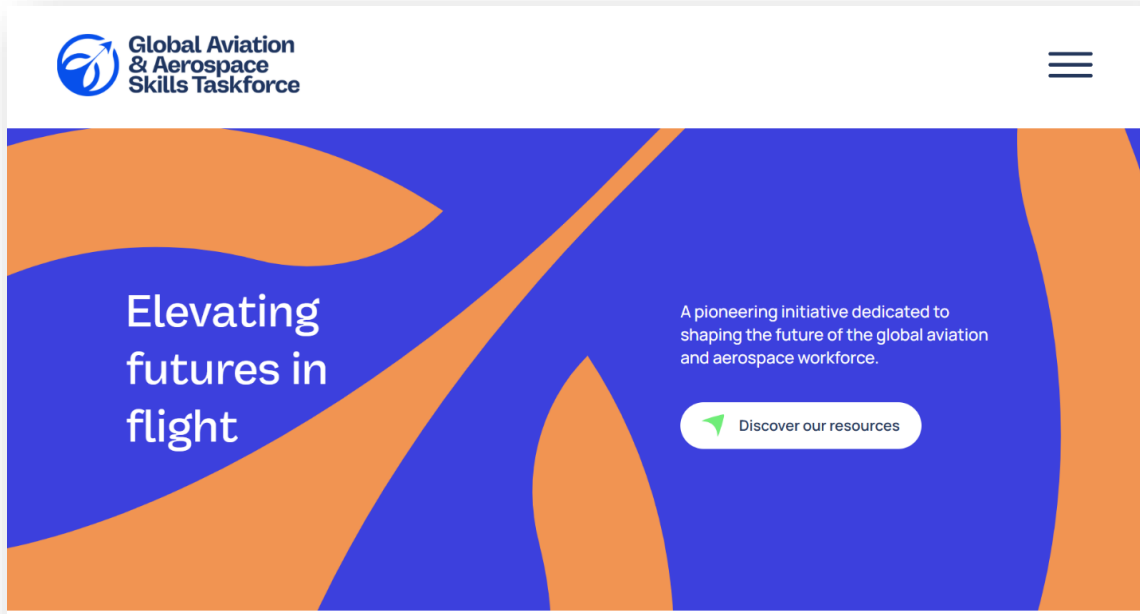 Global Aviation
& Aerospace
Skills Taskforce
Elevating
futures in
flight
A pioneering initiative dedicated to
shaping the future of the global aviation
and aerospace workforce.
Discover our resources